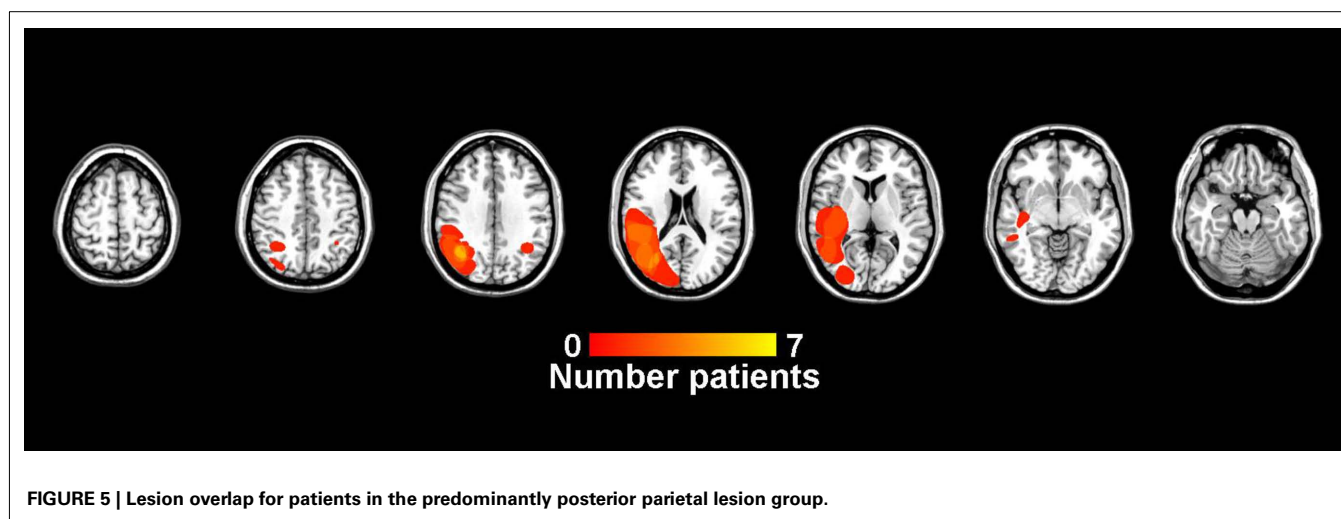 0 7
Number patients
FIGURE 5 | Lesion overlap for patients in the predominantly posterior parietal lesion group.